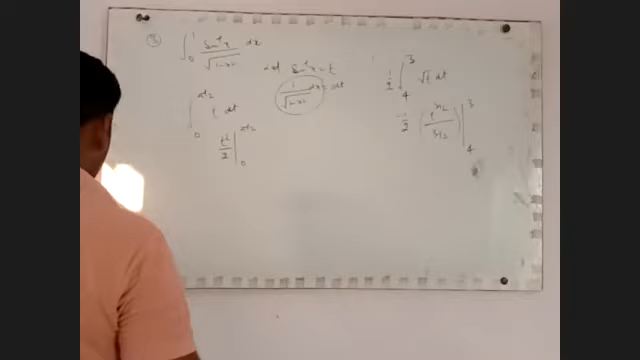 ∫₀¹ sin⁻¹x / √(1-x²) dx
put sin⁻¹x = t
1/√(1-x²) dx = dt
∫₀^(π/2) t dt
t²/2 |₀^(π/2)
1/2 ∫₄³ √t dt
-1/2 (t^(3/2) / 3/2) |₄³